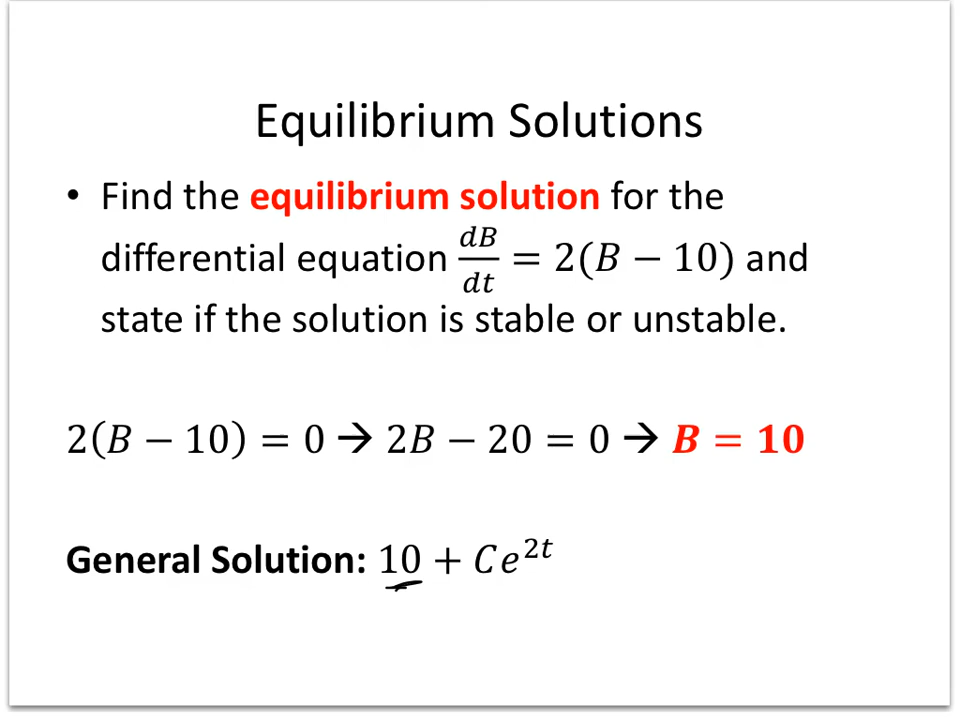 Equilibrium Solutions
• Find the equilibrium solution for the
differential equation dB/dt = 2(B − 10) and
state if the solution is stable or unstable.
2(B − 10) = 0 → 2B − 20 = 0 → B = 10
General Solution: 10 + Ce^{2t}